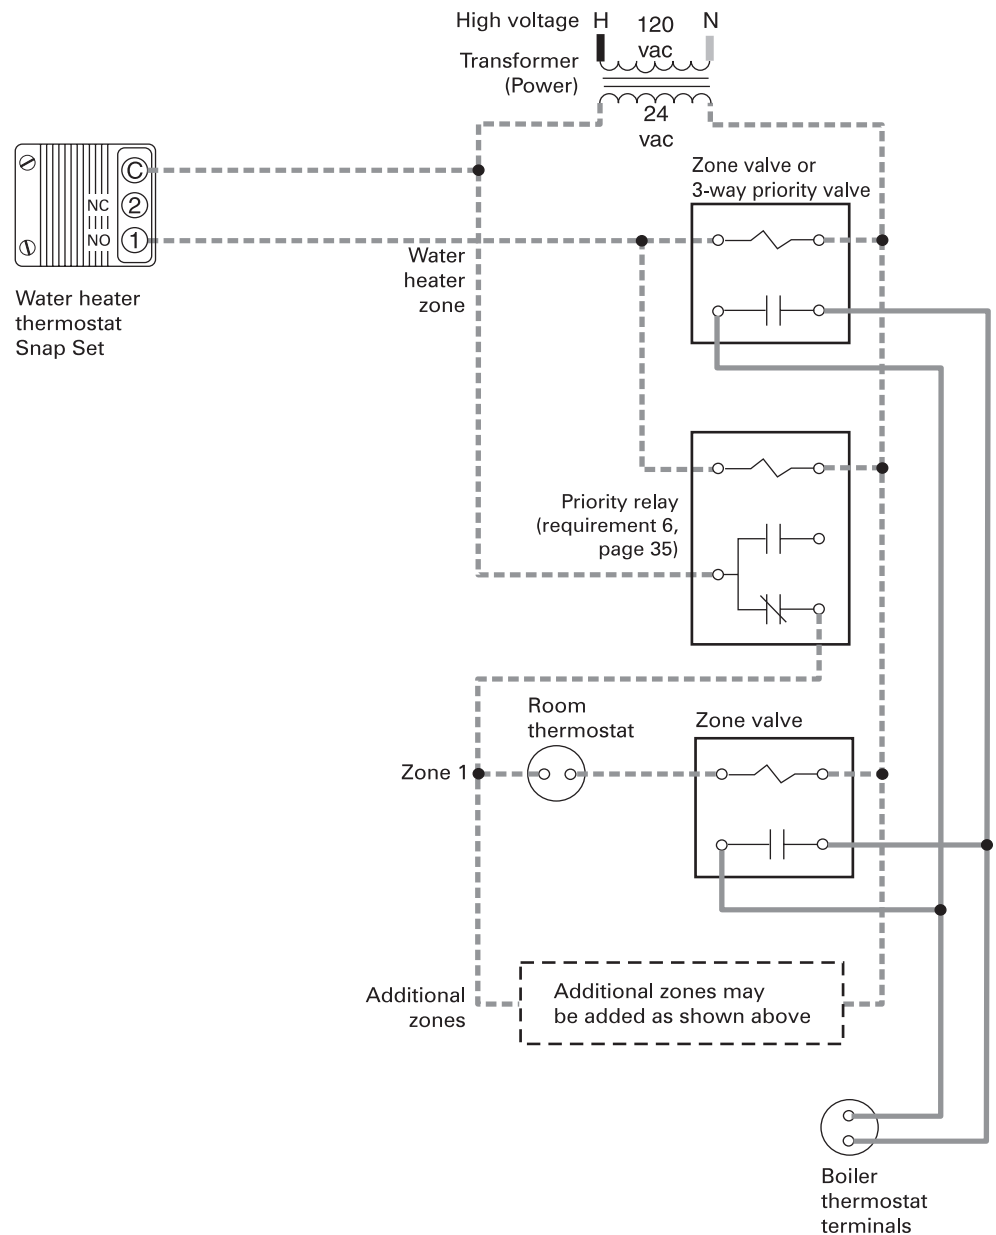 High voltage H 120 N
vac
Transformer
(Power)
24
vac
C
NC 2
NO 1
Zone valve or
3-way priority valve
Water
heater
zone
Water heater
thermostat
Snap Set
Priority relay
(requirement 6,
page 35)
Room
thermostat
Zone valve
Zone 1
Additional
zones
Additional zones may
be added as shown above
Boiler
thermostat
terminals